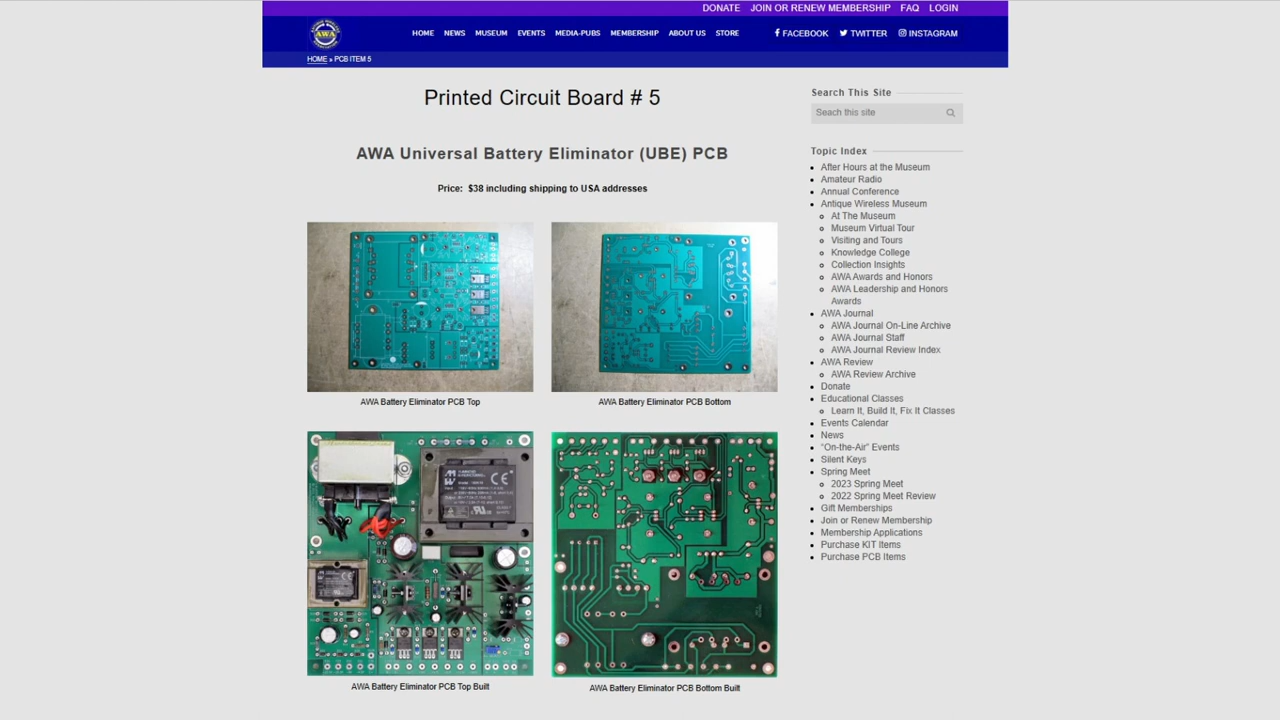 DONATE JOIN OR RENEW MEMBERSHIP FAQ LOGIN
AWA
HOME NEWS MUSEUM EVENTS MEDIA-PUBS MEMBERSHIP ABOUT US STORE FACEBOOK TWITTER INSTAGRAM
HOME » PCB ITEM 5
Printed Circuit Board # 5
AWA Universal Battery Eliminator (UBE) PCB
Price: $38 including shipping to USA addresses
AWA Battery Eliminator PCB Top
AWA Battery Eliminator PCB Bottom
AWA Battery Eliminator PCB Top Built
AWA Battery Eliminator PCB Bottom Built
Search This Site
Seach this site
Topic Index
After Hours at the Museum
Amateur Radio
Annual Conference
Antique Wireless Museum
At The Museum
Museum Virtual Tour
Visiting and Tours
Knowledge College
Collection Insights
AWA Awards and Honors
AWA Leadership and Honors
Awards
AWA Journal
AWA Journal On-Line Archive
AWA Journal Staff
AWA Journal Review Index
AWA Review
AWA Review Archive
Donate
Educational Classes
Learn It, Build It, Fix It Classes
Events Calendar
News
“On-the-Air” Events
Silent Keys
Spring Meet
2023 Spring Meet
2022 Spring Meet Review
Gift Memberships
Join or Renew Membership
Membership Applications
Purchase KIT Items
Purchase PCB Items